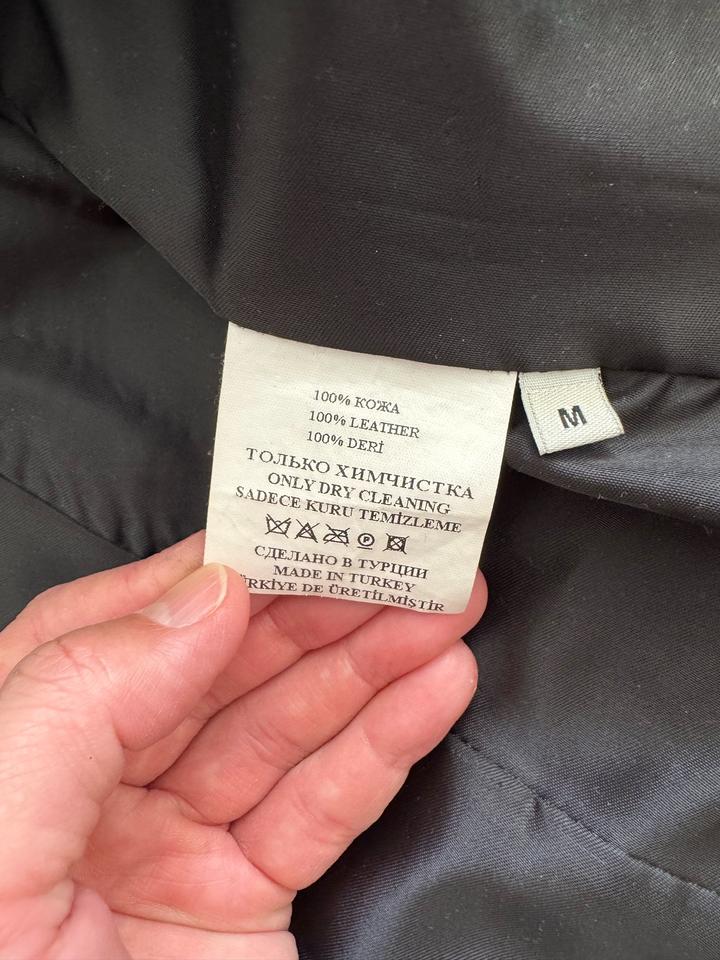 100% КОЖА
100% LEATHER
100% DERİ
ТОЛЬКО ХИМЧИСТКА
ONLY DRY CLEANING
SADECE KURU TEMİZLEME
P
СДЕЛАНО В ТУРЦИИ
MADE IN TURKEY
ÜRKİYE DE ÜRETİLMİŞTİR
M